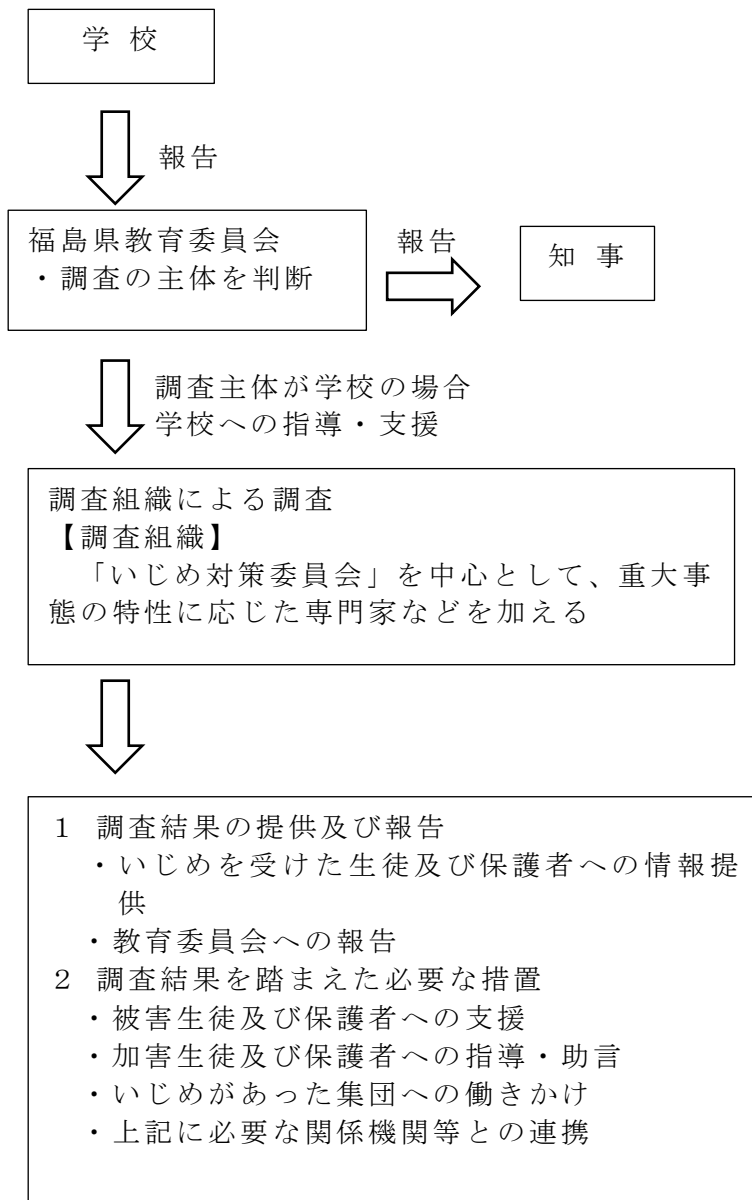 学 校
報告
福島県教育委員会
・調査の主体を判断
報告
知 事
調査主体が学校の場合
学校への指導・支援
調査組織による調査
【調査組織】
「いじめ対策委員会」を中心として、重大事
態の特性に応じた専門家などを加える
1 調査結果の提供及び報告
・いじめを受けた生徒及び保護者への情報提
供
・教育委員会への報告
2 調査結果を踏まえた必要な措置
・被害生徒及び保護者への支援
・加害生徒及び保護者への指導・助言
・いじめがあった集団への働きかけ
・上記に必要な関係機関等との連携